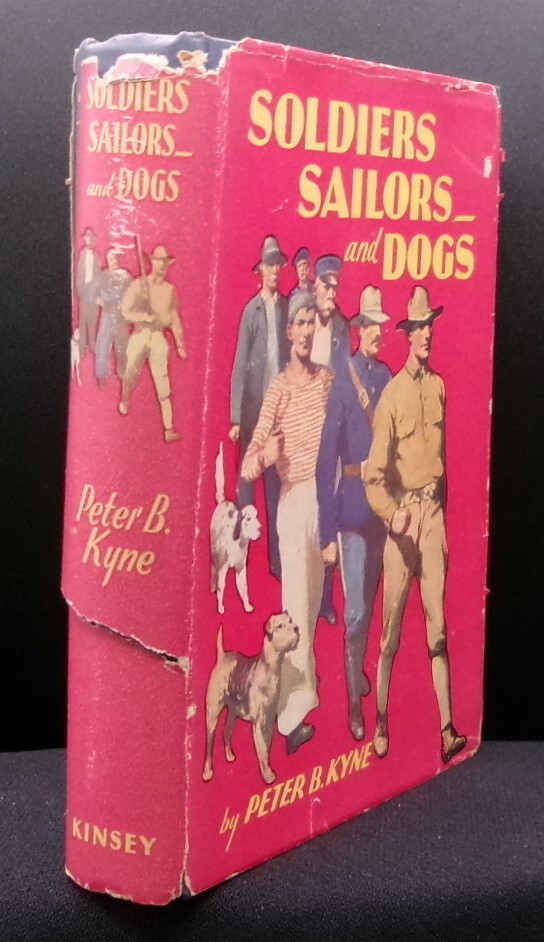 SOLDIERS
SAILORS_
and DOGS
Peter B.
Kyne
KINSEY
SOLDIERS
SAILORS_
and DOGS
by PETER B. KYNE